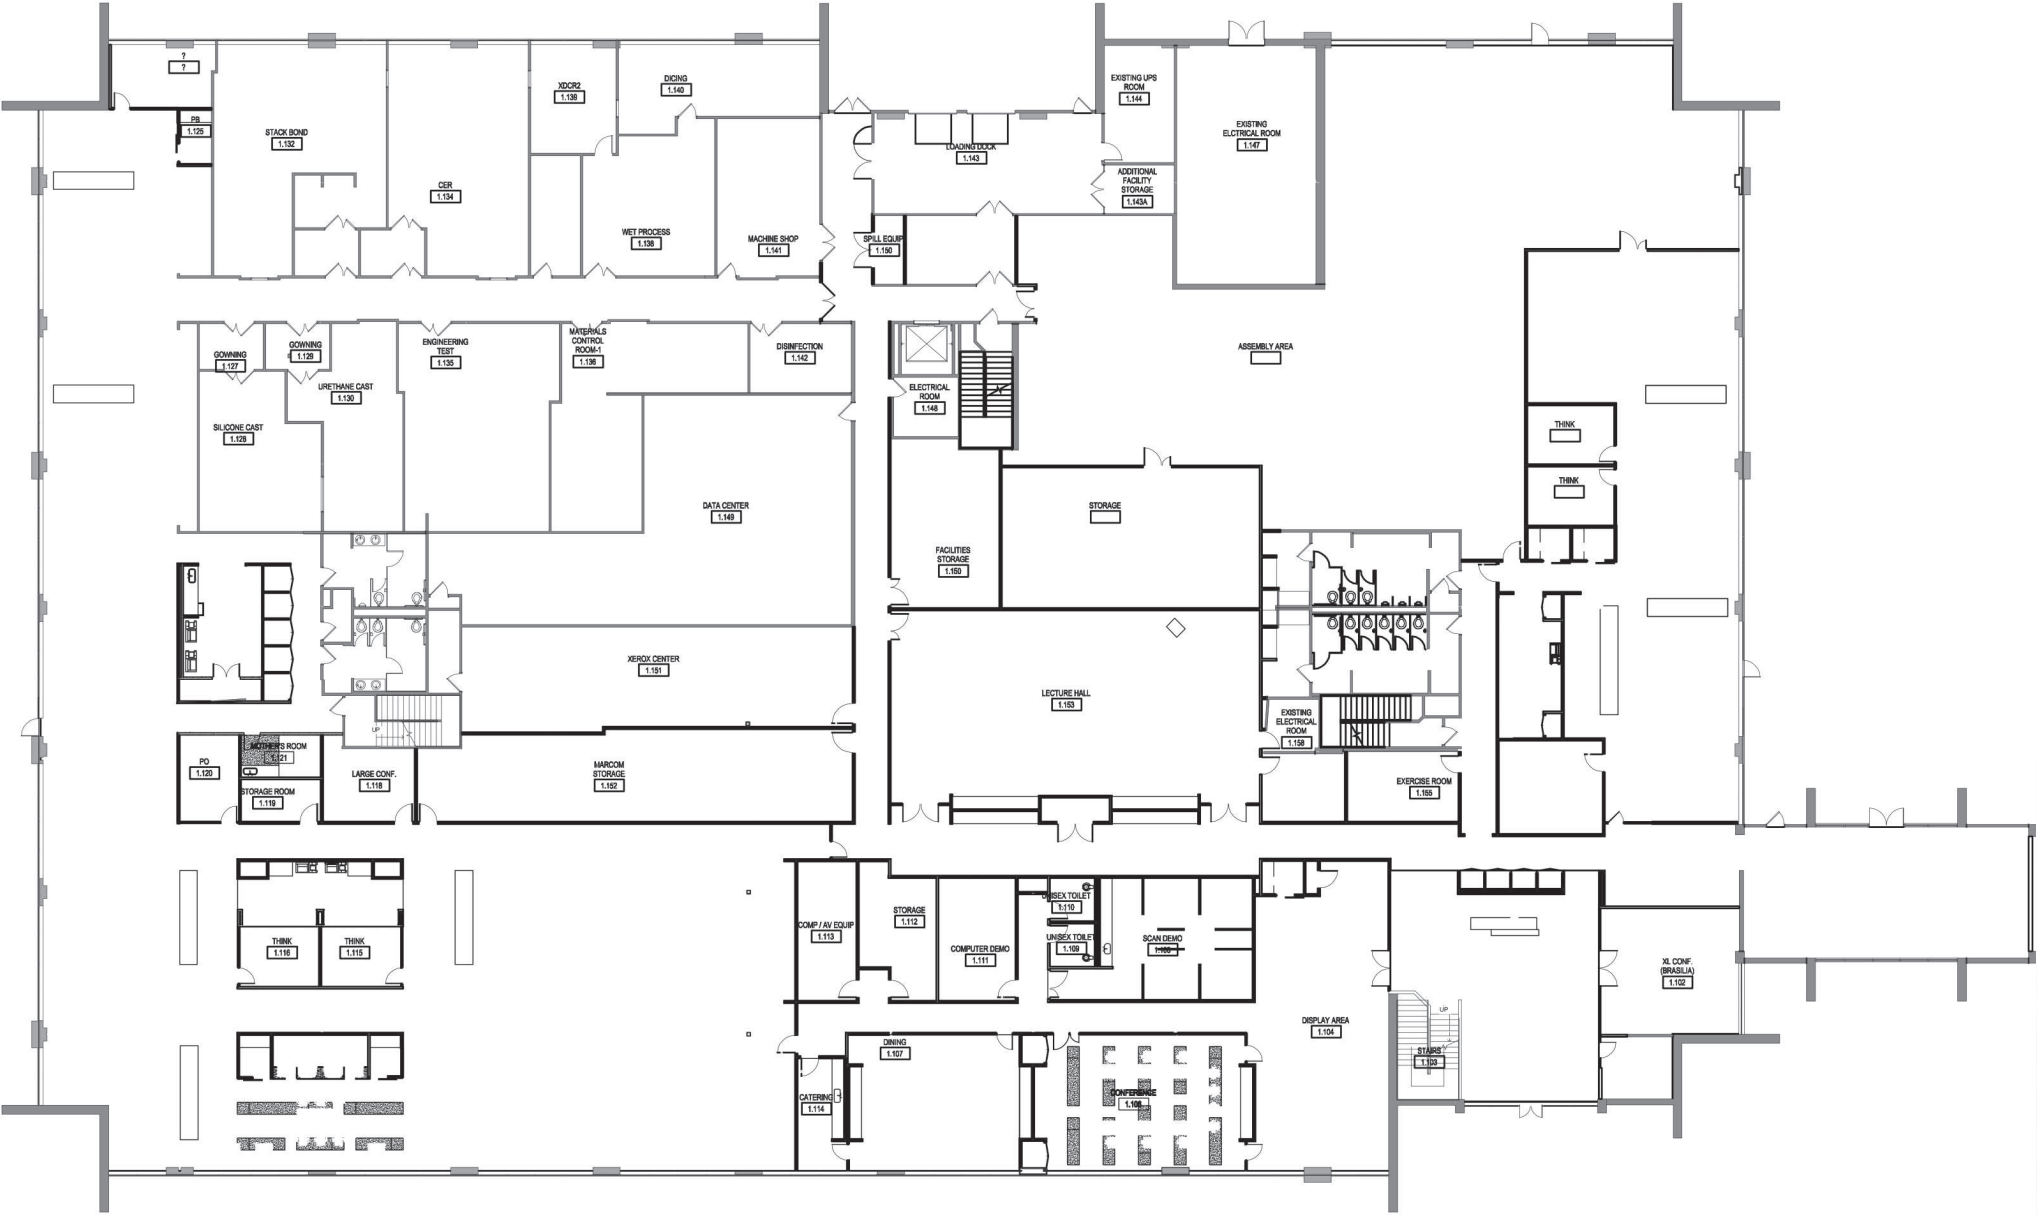 ?
?
PB
1.125
STACK BOND
1.132
CER
1.134
XDCR2
1.139
DICING
1.140
WET PROCESS
1.138
MACHINE SHOP
1.141
LOADING DOCK
1.143
EXISTING UPS
ROOM
1.144
ADDITIONAL
FACILITY
STORAGE
1.143A
EXISTING
ELCTRICAL ROOM
1.147
SPILL EQUIP
1.150
GOWNING
1.127
GOWNING
1.129
URETHANE CAST
1.130
SILICONE CAST
1.128
ENGINEERING
TEST
1.135
MATERIALS
CONTROL
ROOM-1
1.136
DISINFECTION
1.142
ELECTRICAL
ROOM
1.148
ASSEMBLY AREA
THINK
THINK
DATA CENTER
1.149
STORAGE
FACILITIES
STORAGE
1.150
XEROX CENTER
1.151
LECTURE HALL
1.153
EXISTING
ELECTRICAL
ROOM
1.158
UP
PO
1.120
MOTHER'S ROOM
1.121
STORAGE ROOM
1.119
LARGE CONF.
1.118
MARCOM
STORAGE
1.152
EXERCISE ROOM
1.155
THINK
1.116
THINK
1.115
COMP / AV EQUIP
1.113
STORAGE
1.112
COMPUTER DEMO
1.111
UNISEX TOILET
1.110
UNISEX TOILET
1.109
SCAN DEMO
XL CONF.
(BRASILIA)
1.102
DISPLAY AREA
1.104
UP
STAIRS
1.103
DINING
1.107
CATERING
1.114
CONFERENCE